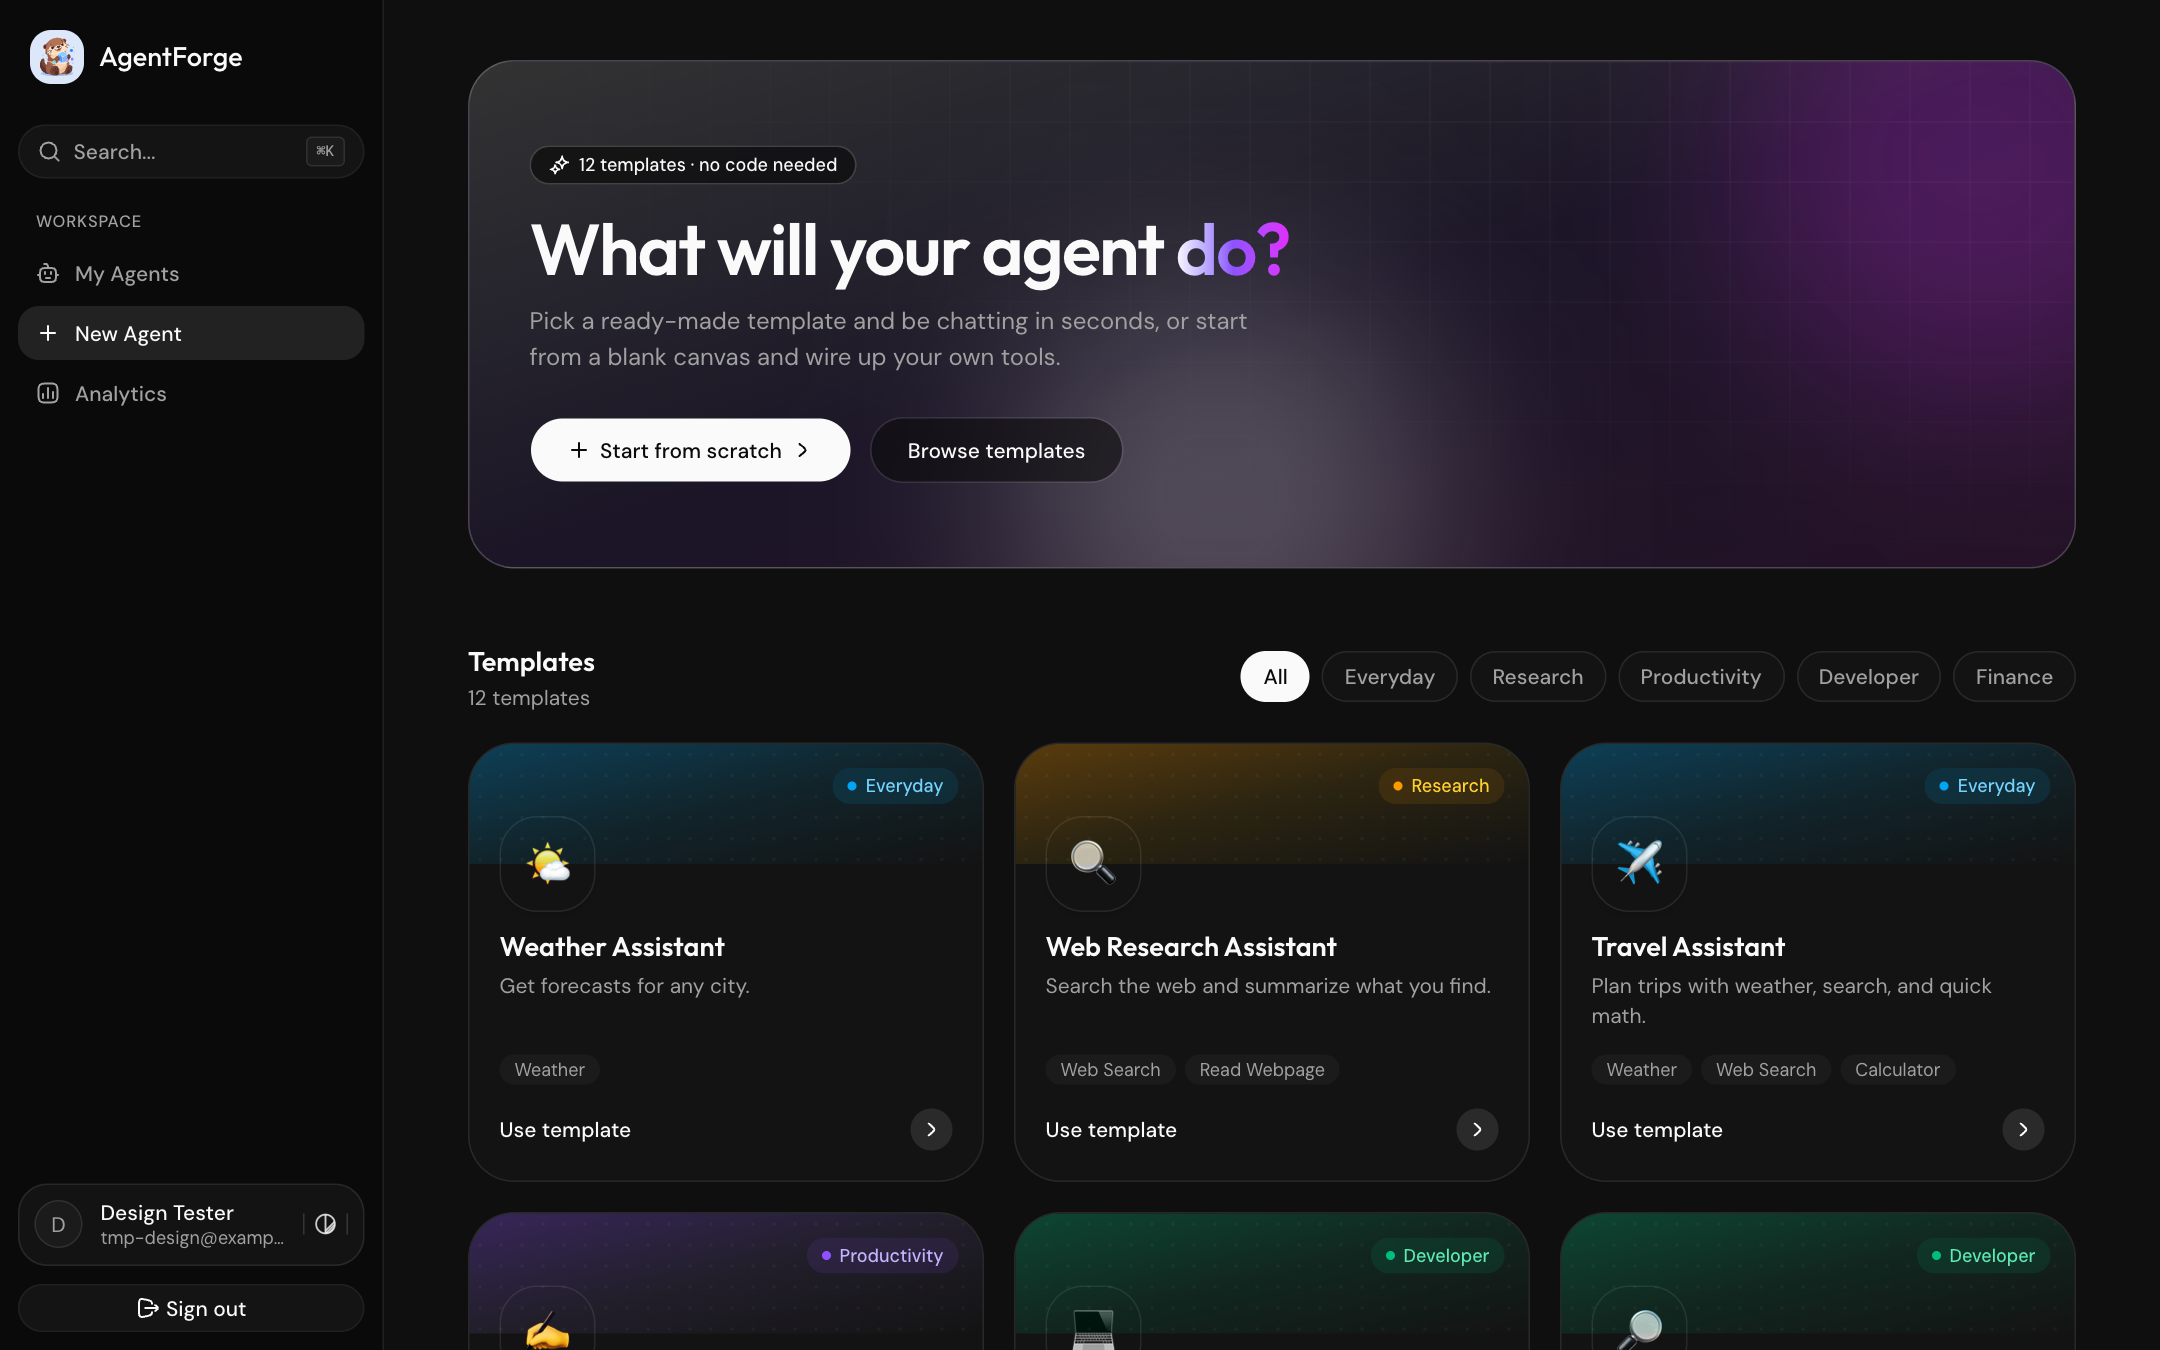 AgentForge
Search...
⌘K
WORKSPACE
My Agents
New Agent
Analytics
Design Tester
D
tmp-design@examp...
Sign out
12 templates · no code needed
What will your agent do?
Pick a ready-made template and be chatting in seconds, or start
from a blank canvas and wire up your own tools.
Start from scratch
Browse templates
Templates
12 templates
All
Everyday
Research
Productivity
Developer
Finance
Everyday
Weather Assistant
Get forecasts for any city.
Weather
Use template
Research
Web Research Assistant
Search the web and summarize what you find.
Web Search
Read Webpage
Use template
Everyday
Travel Assistant
Plan trips with weather, search, and quick
math.
Weather
Web Search
Calculator
Use template
Productivity
Developer
Developer